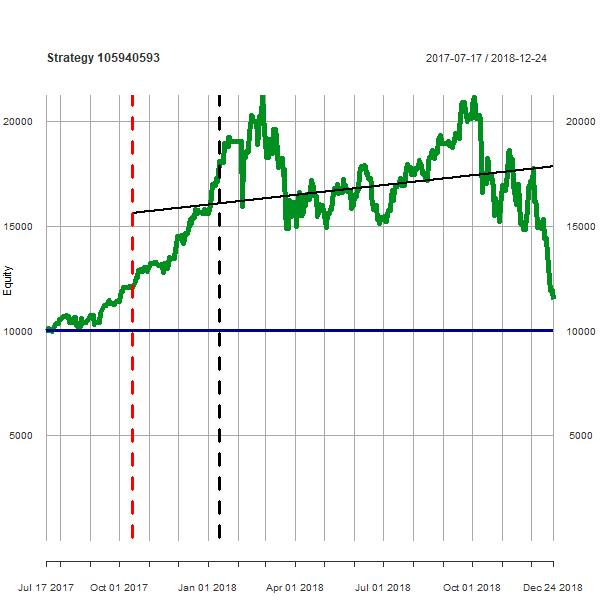 Strategy 105940593
2017-07-17 / 2018-12-24
20000
20000
15000
15000
Equity
10000
10000
5000
5000
Jul 17 2017
Oct 01 2017
Jan 01 2018
Apr 01 2018
Jul 01 2018
Oct 01 2018
Dec 24 2018